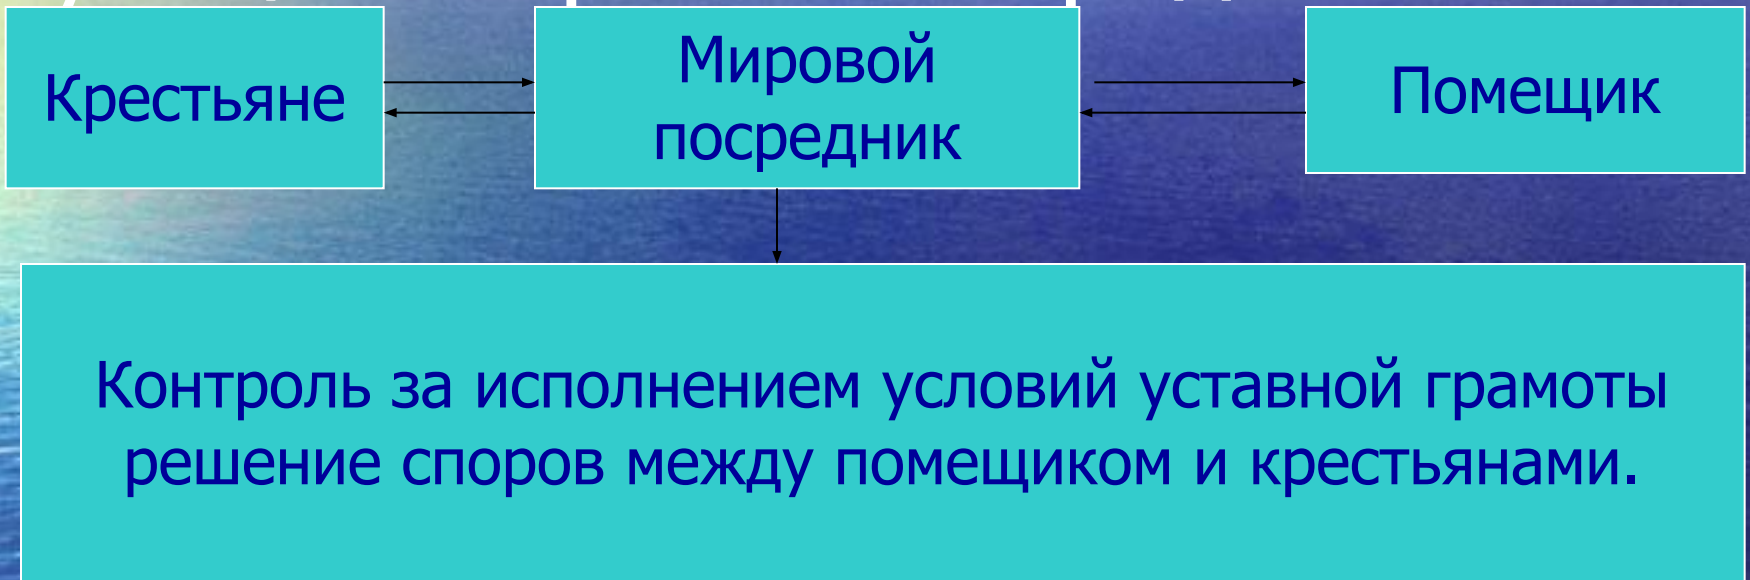 Крестьяне
Мировой
посредник
Помещик
Контроль за исполнением условий уставной грамоты
решение споров между помещиком и крестьянами.